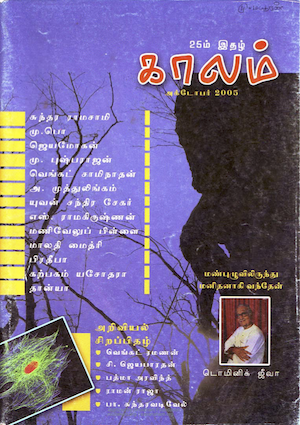 25ம் இதழ்
காலம்
அக்டோபர் 2005
சுந்தர ராமசாமி
மு.பொ
ஜெயமோகன்
மு. புஷ்பராஜன்
வெங்கட் சாமிநாதன்
அ. முத்துலிங்கம்
யுவன் சந்திர சேகர்
எஸ். ராமகிருஷ்ணன்
மணிவேலுப் பிள்ளை
மாலதி மைத்ரி
பிரதீபா
கற்பகம் யசோதரா
தான்யா
மண்புழுவிலிருந்து
மனிதனாகி வந்தேன்
டொமினிக் ஜீவா
அறிவியல்
சிறப்பிதழ்
வெங்கட் ரமணன்
சி. ஜெயபாரதன்
பத்மா அரவிந்த்
ராமன் ராஜா
பா. சுந்தரவடிவேல்